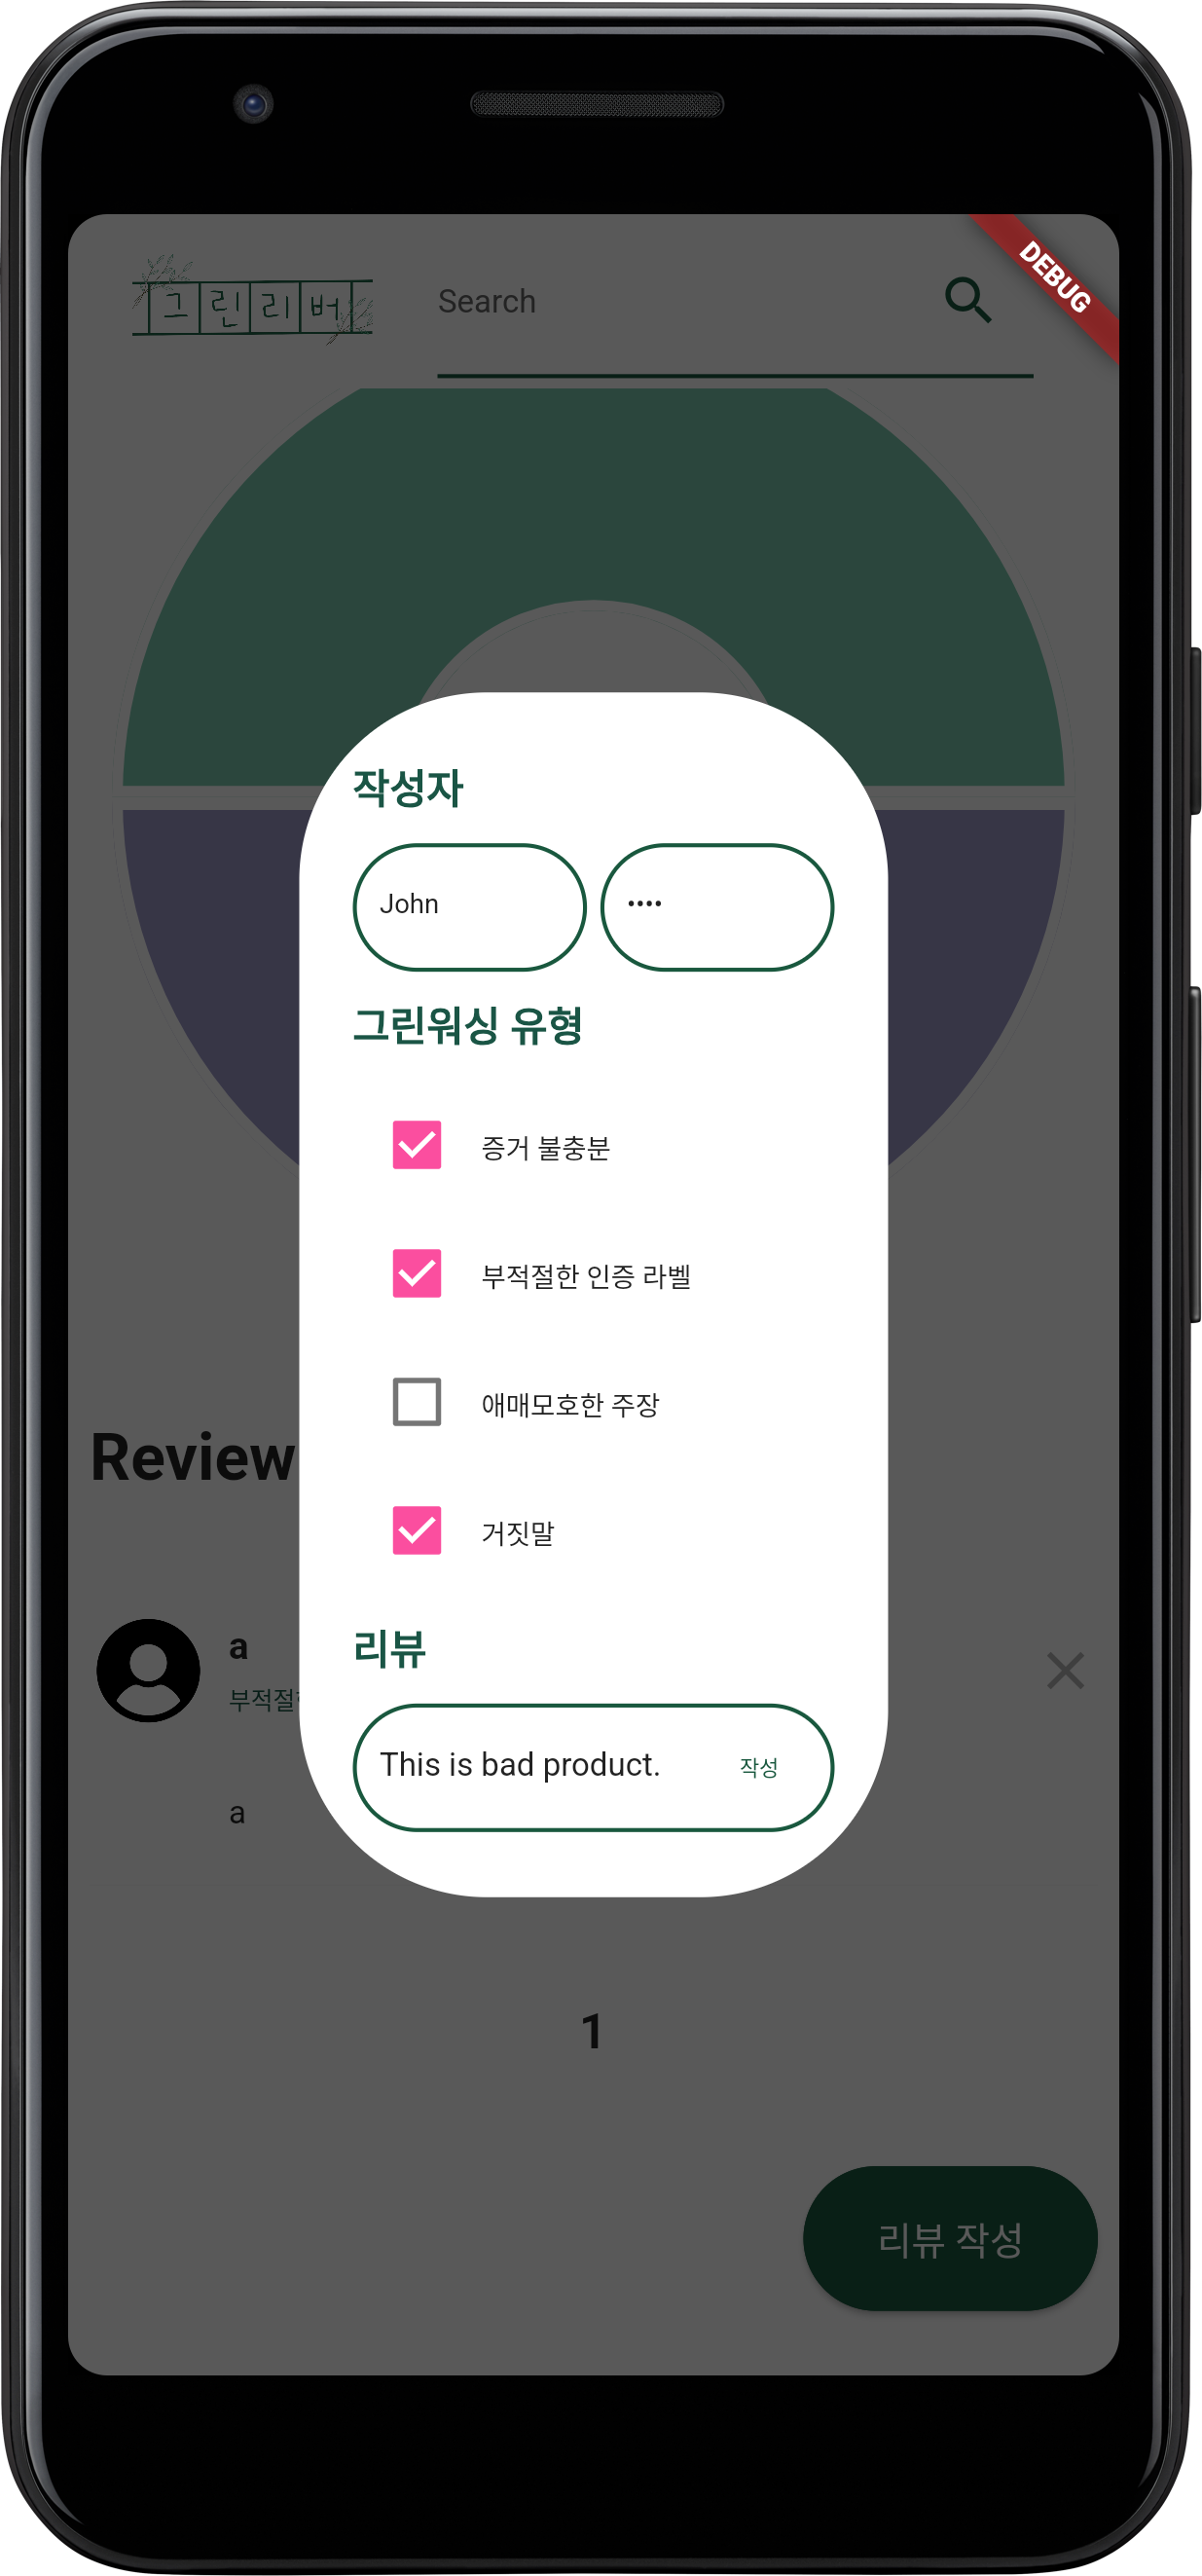 그린리버
Search
DEBUG
작성자
John
••••
그린워싱 유형
증거 불충분
부적절한 인증 라벨
애매모호한 주장
Review
거짓말
리뷰
a
부적절
This is bad product.
작성
a
1
리뷰 작성